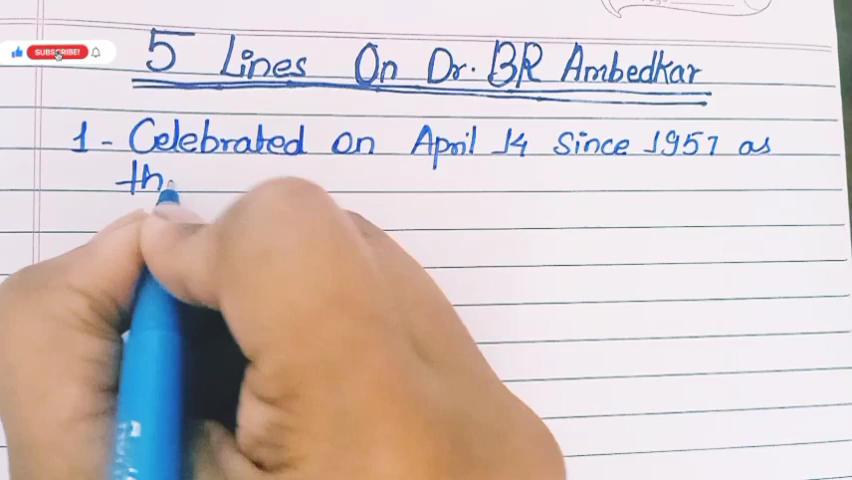 SUBSCRIBE!
5 Lines On Dr. BR Ambedkar
1 - Celebrated on April 14 since 1957 as
th